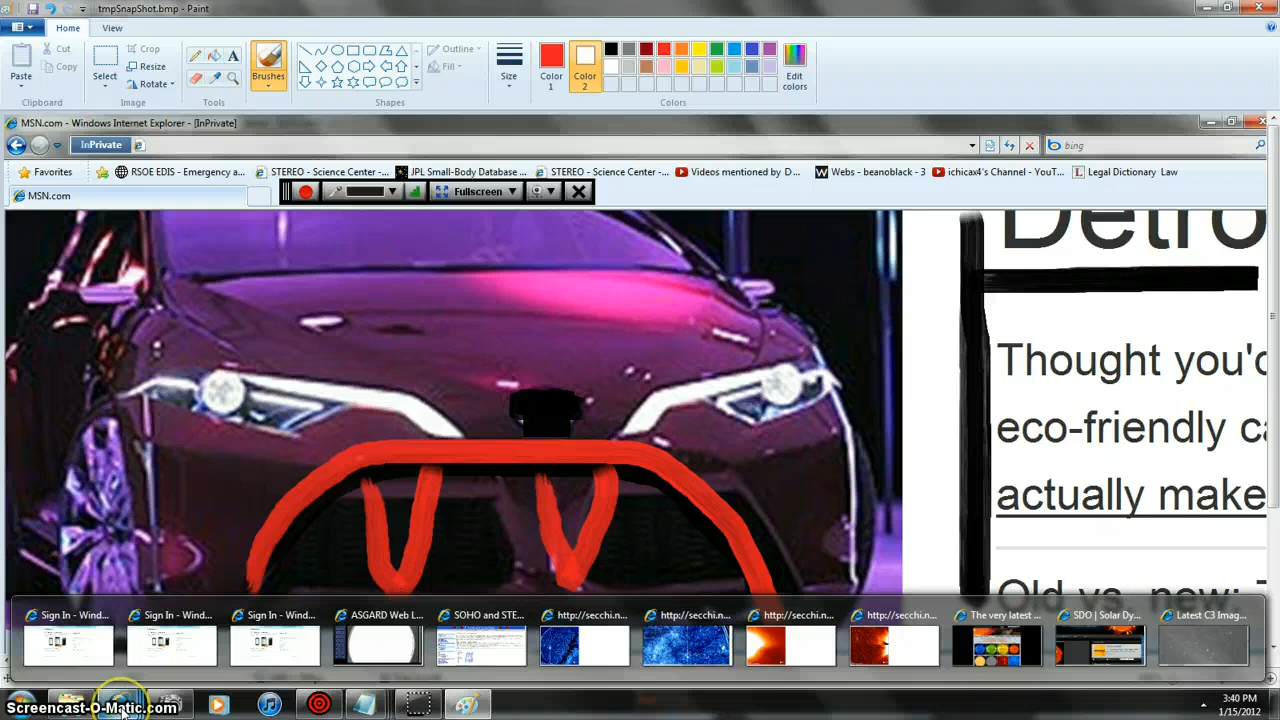 tmpSnapShot.bmp - Paint
Home View
Cut
Copy
Paste
Clipboard
Crop
Resize
Rotate
Select
Image
A
Tools
Brushes
Outline
Fill
Shapes
Size
Color 1
Color 2
Edit colors
Colors
MSN.com - Windows Internet Explorer - [InPrivate]
InPrivate
bing
Favorites
RSOE EDIS - Emergency a...
STEREO - Science Center -...
JPL Small-Body Database ...
STEREO - Science Center -...
Videos mentioned by D...
Webs - beanoblack - 3
ichicax4's Channel - YouT...
Legal Dictionary Law
MSN.com
Fullscreen
Detro
Thought you'd
eco-friendly ca
actually make
Old vs. new:
Sign In - Wind...
Sign In - Wind...
Sign In - Wind...
ASGARD Web L...
SOHO and STE...
http://secchi.n...
http://secchi.n...
http://secchi.n...
http://secchi.n...
The very latest ...
SDO | Solar Dy...
Latest C3 Imag...
Screencast-O-Matic.com
3:40 PM
1/15/2012